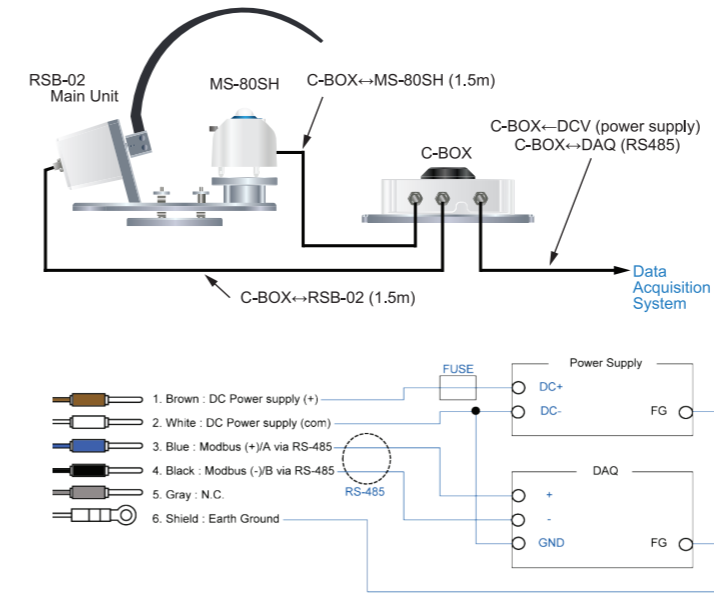 RSB-02
Main Unit
MS-80SH
C-BOX↔MS-80SH (1.5m)
C-BOX
C-BOX←DCV (power supply)
C-BOX↔DAQ (RS485)
Data
Acquisition
System
C-BOX↔RSB-02 (1.5m)
FUSE
Power Supply
DC+
DC-
FG
1. Brown : DC Power supply (+)
2. White : DC Power supply (com)
3. Blue : Modbus (+)/A via RS-485
4. Black : Modbus (-)/B via RS-485
5. Gray : N.C.
6. Shield : Earth Ground
RS-485
DAQ
+
-
GND
FG